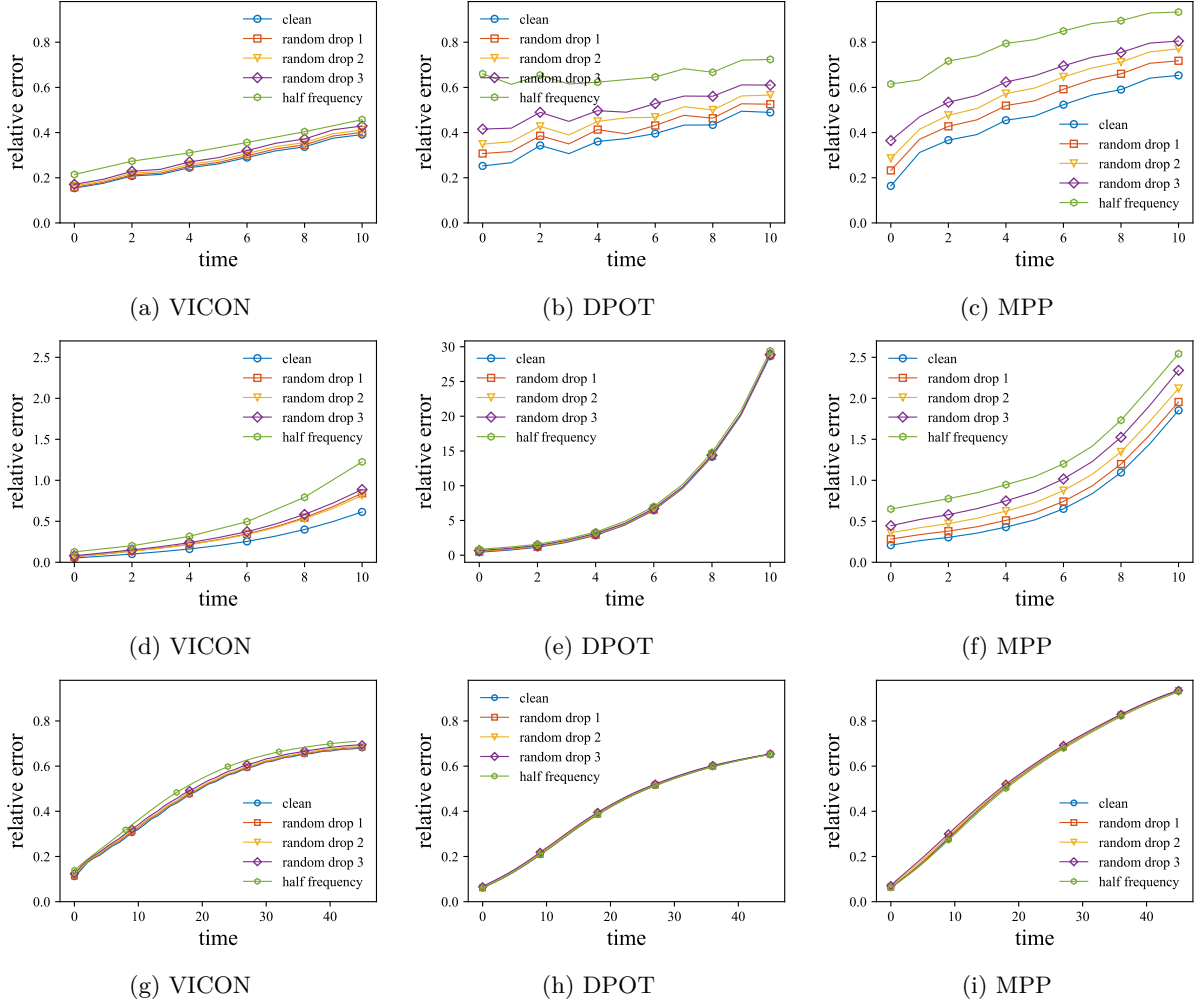 relative error
0.8
0.6
0.4
0.2
0.0
0 2 4 6 8 10
time
clean
random drop 1
random drop 2
random drop 3
half frequency
(a) VICON
relative error
0.8
0.6
0.4
0.2
0.0
0 2 4 6 8 10
time
clean
random drop 1
random drop 2
random drop 3
half frequency
(b) DPOT
relative error
0.8
0.6
0.4
0.2
0.0
0 2 4 6 8 10
time
clean
random drop 1
random drop 2
random drop 3
half frequency
(c) MPP
relative error
2.5
2.0
1.5
1.0
0.5
0.0
0 2 4 6 8 10
time
clean
random drop 1
random drop 2
random drop 3
half frequency
(d) VICON
relative error
30
25
20
15
10
5
0
0 2 4 6 8 10
time
clean
random drop 1
random drop 2
random drop 3
half frequency
(e) DPOT
relative error
2.5
2.0
1.5
1.0
0.5
0.0
0 2 4 6 8 10
time
clean
random drop 1
random drop 2
random drop 3
half frequency
(f) MPP
relative error
0.8
0.6
0.4
0.2
0.0
0 10 20 30 40
time
clean
random drop 1
random drop 2
random drop 3
half frequency
(g) VICON
relative error
0.8
0.6
0.4
0.2
0.0
0 10 20 30 40
time
clean
random drop 1
random drop 2
random drop 3
half frequency
(h) DPOT
relative error
0.8
0.6
0.4
0.2
0.0
0 10 20 30 40
time
clean
random drop 1
random drop 2
random drop 3
half frequency
(i) MPP